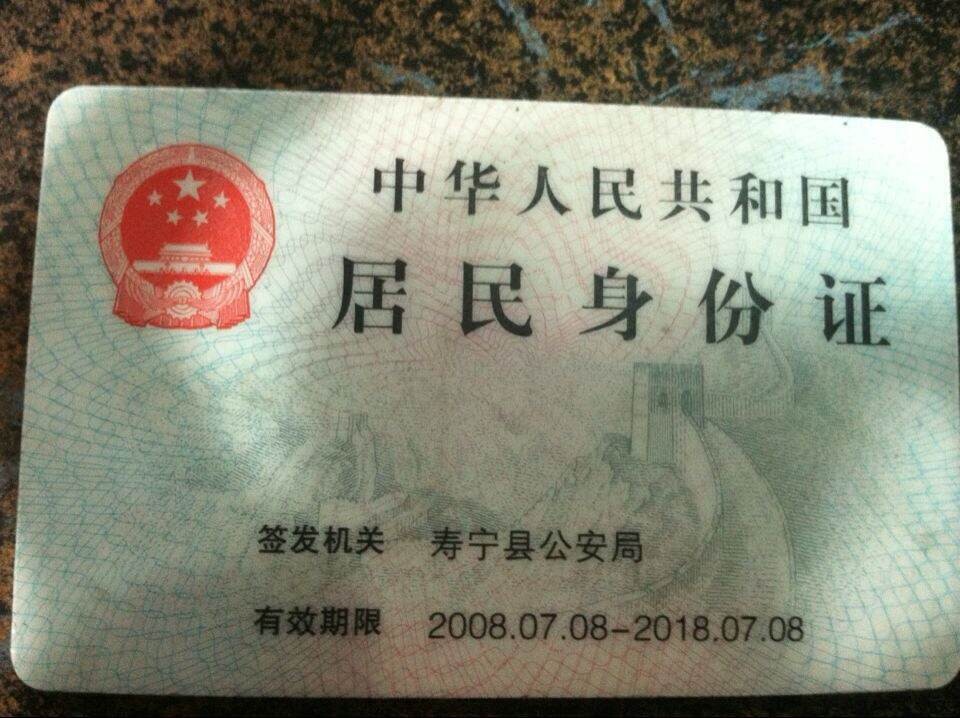 中华人民共和国
居民身份证
签发机关 寿宁县公安局
有效期限 2008.07.08-2018.07.08